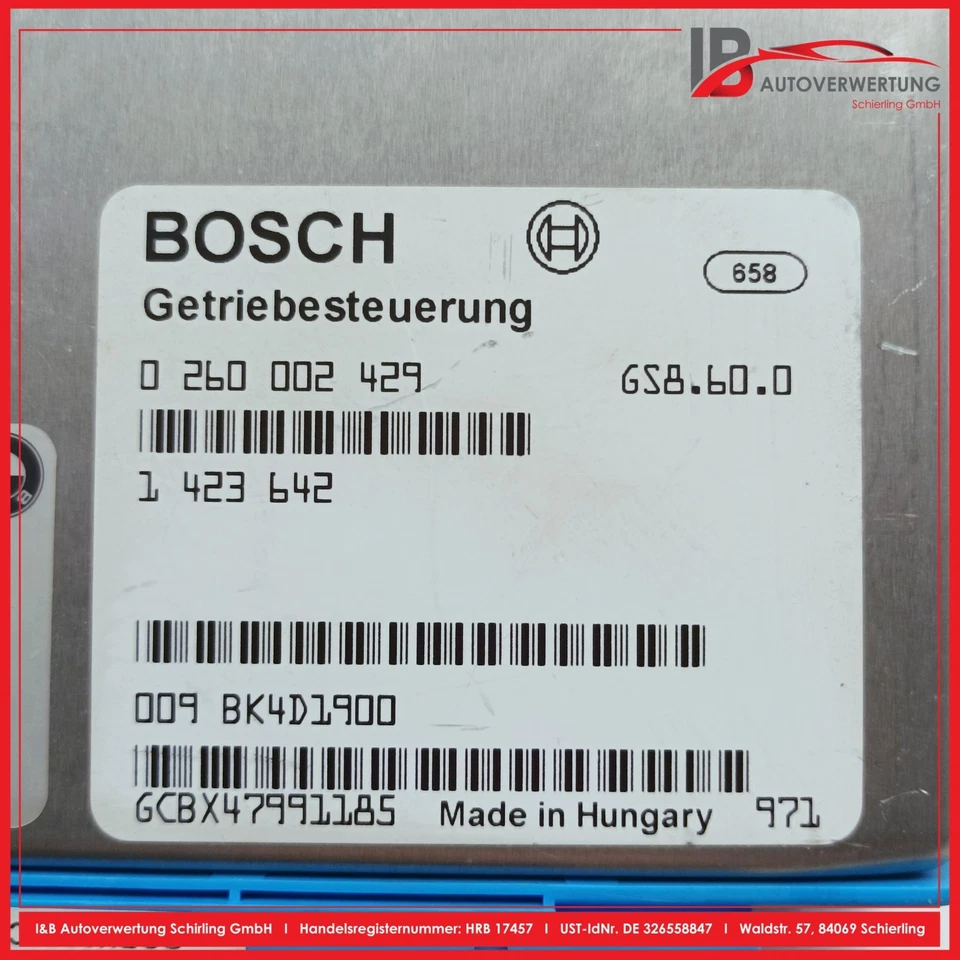 IB
AUTOVERWERTUNG
Schierling GmbH
BOSCH
658
Getriebesteuerung
0 260 002 429 GS8.60.0
1 423 642
009 BK4D1900
GCBX47991185 Made in Hungary 971
I&B Autoverwertung Schirling GmbH I Handelsregisternummer: HRB 17457 I UST-IdNr. DE 326558847 I Waldstr. 57, 84069 Schierling